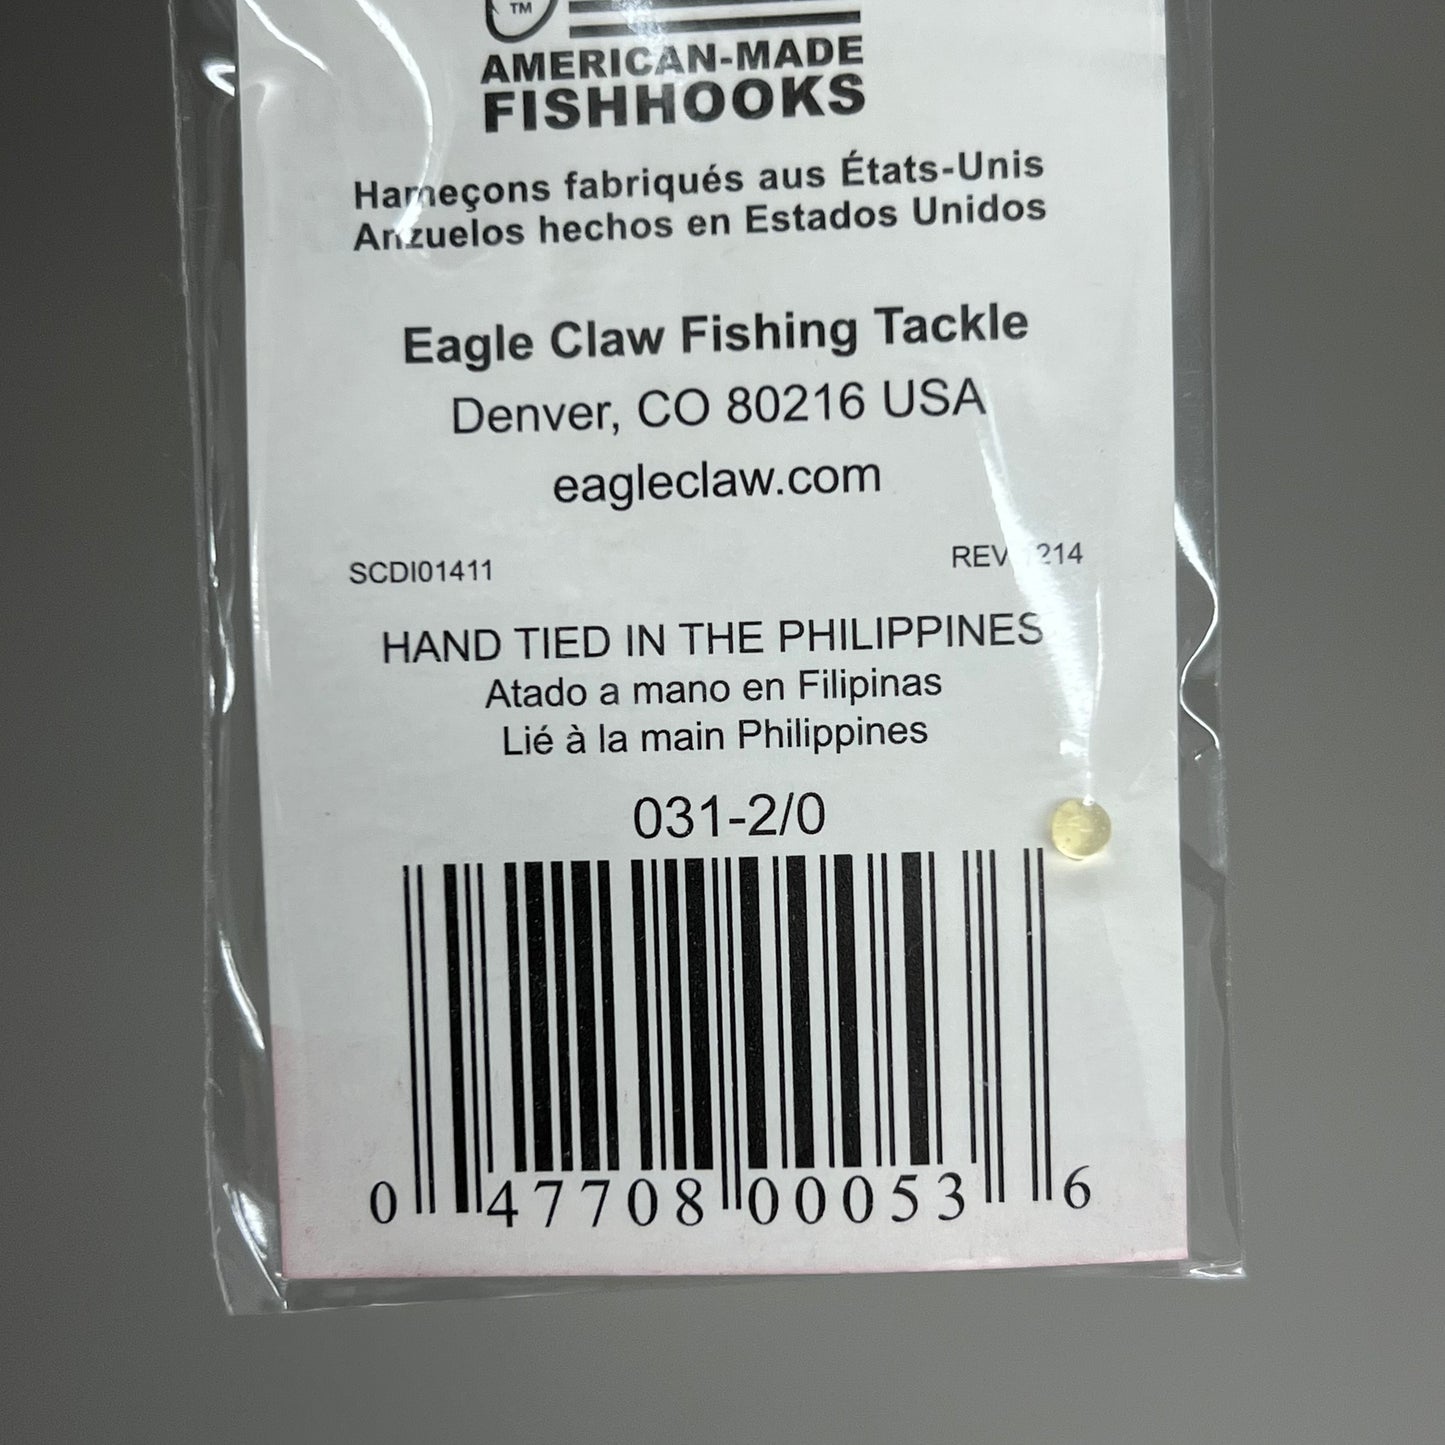 TM
AMERICAN-MADE
FISHHOOKS
Hameçons fabriqués aus États-Unis
Anzuelos hechos en Estados Unidos
Eagle Claw Fishing Tackle
Denver, CO 80216 USA
eagleclaw.com
SCDI01411 REV 214
HAND TIED IN THE PHILIPPINES
Atado a mano en Filipinas
Lié à la main Philippines
031-2/0
0 47708 00053 6